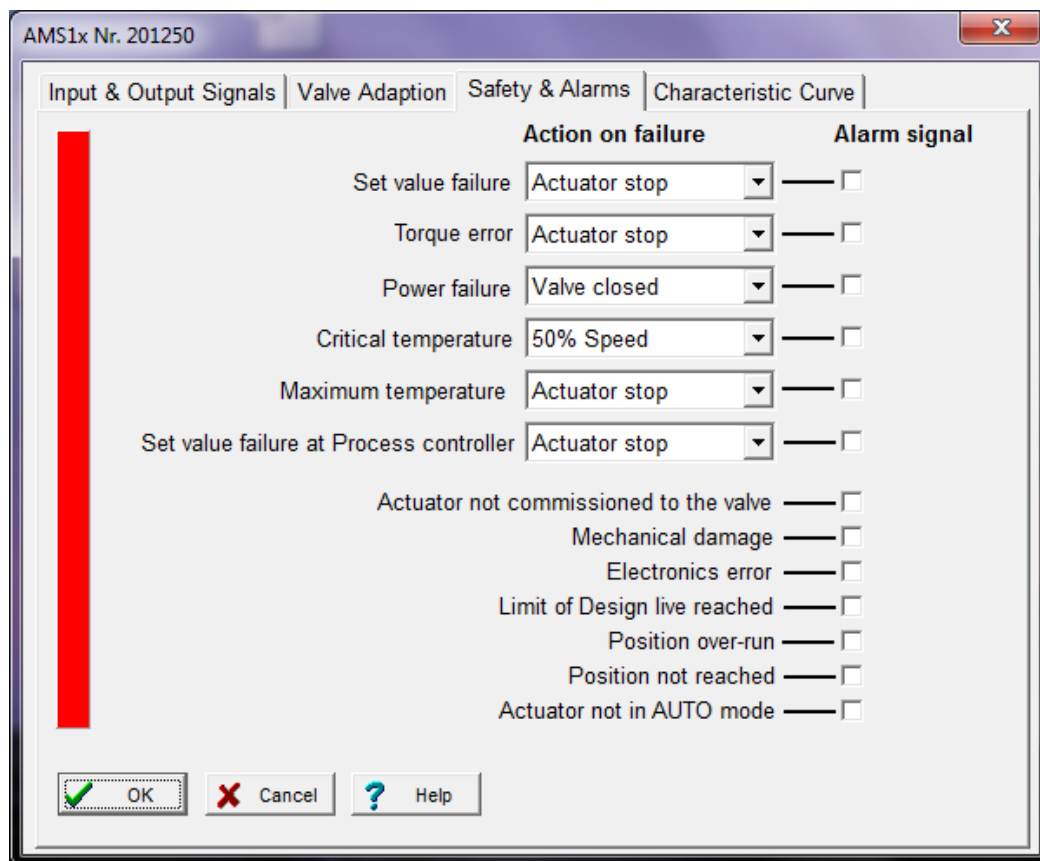 AMS1x Nr. 201250
Input & Output Signals Valve Adaption Safety & Alarms Characteristic Curve
Action on failure Alarm signal
Set value failure Actuator stop
Torque error Actuator stop
Power failure Valve closed
Critical temperature 50% Speed
Maximum temperature Actuator stop
Set value failure at Process controller Actuator stop
Actuator not commissioned to the valve
Mechanical damage
Electronics error
Limit of Design live reached
Position over-run
Position not reached
Actuator not in AUTO mode
OK Cancel Help